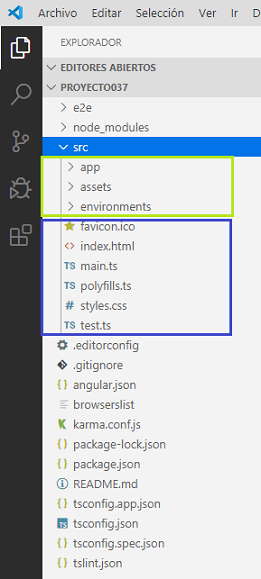 Archivo Editar Selección Ver Ir D
EXPLORADOR
EDITORES ABIERTOS
PROYECTO037
e2e
node_modules
src
app
assets
environments
favicon.ico
<> index.html
TS main.ts
TS polyfills.ts
# styles.css
TS test.ts
.editorconfig
.gitignore
{} angular.json
browserslist
karma.conf.js
{} package-lock.json
{} package.json
README.md
{} tsconfig.app.json
TS tsconfig.json
{} tsconfig.spec.json
{} tslint.json